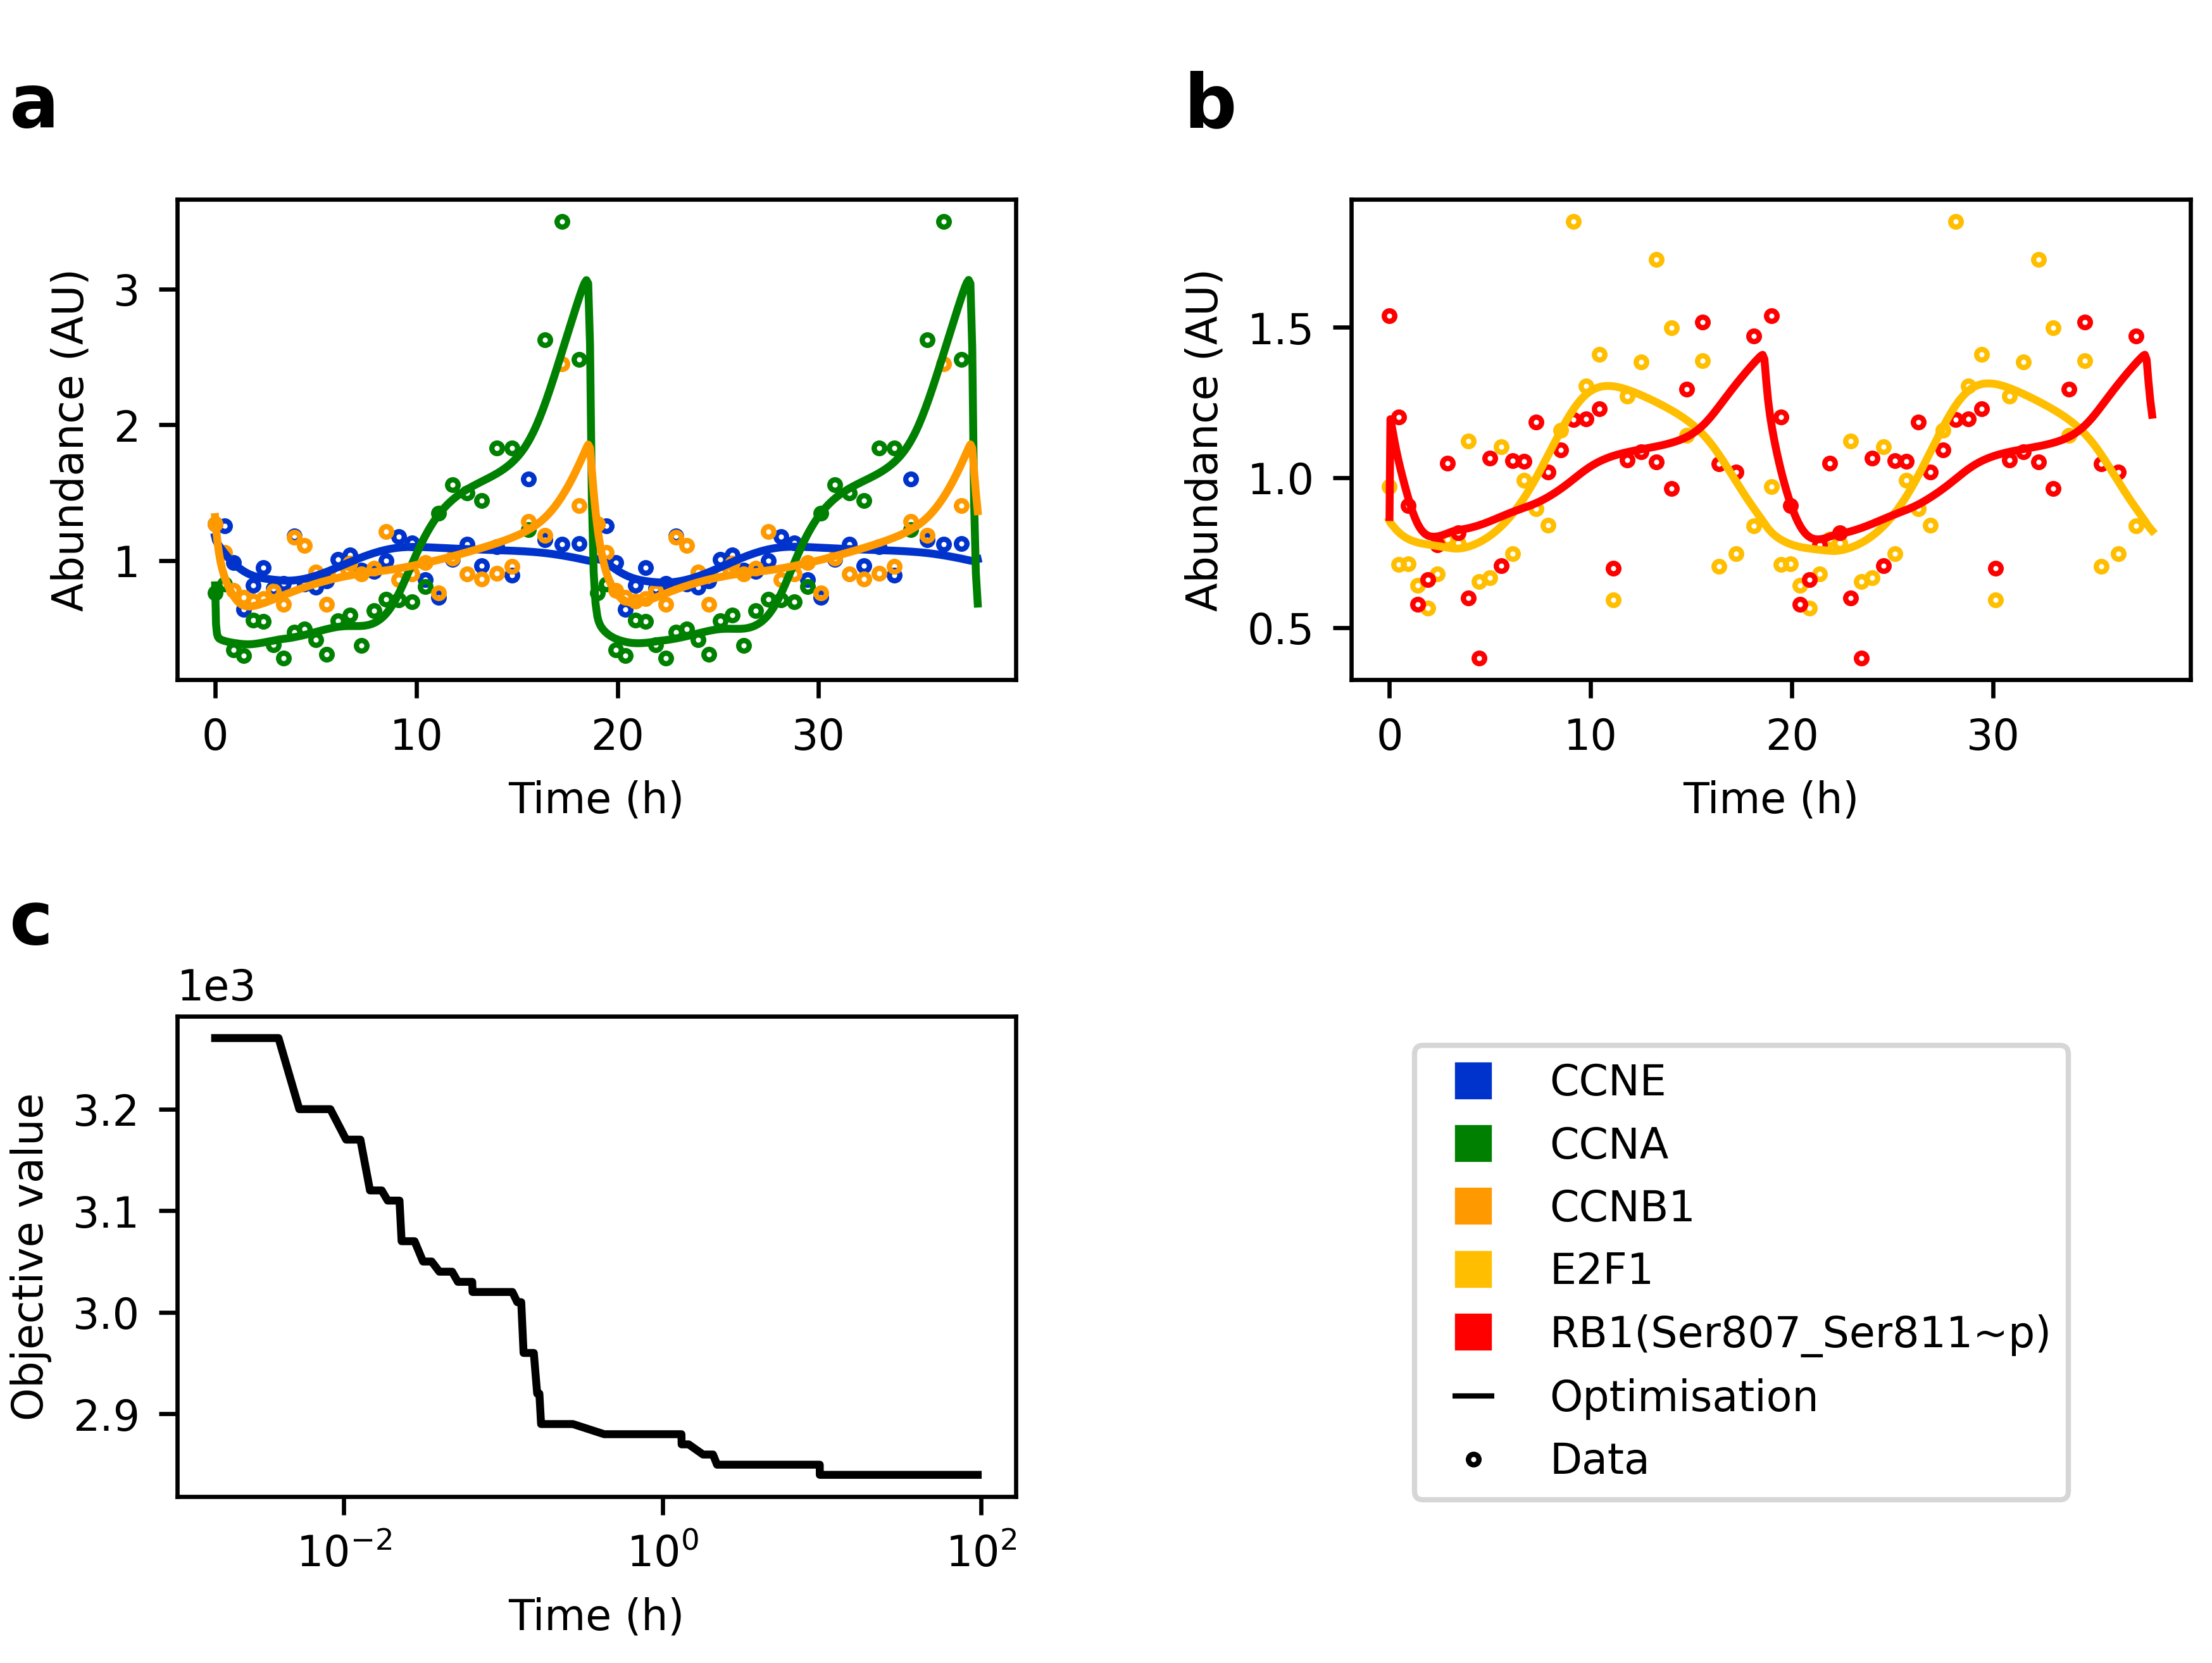 a
Abundance (AU)
3
2
1
0 10 20 30
Time (h)
b
Abundance (AU)
1.5
1.0
0.5
0 10 20 30
Time (h)
c
1e3
Objective value
3.2
3.1
3.0
2.9
10⁻² 10⁰ 10²
Time (h)
CCNE
CCNA
CCNB1
E2F1
RB1(Ser807_Ser811~p)
Optimisation
Data